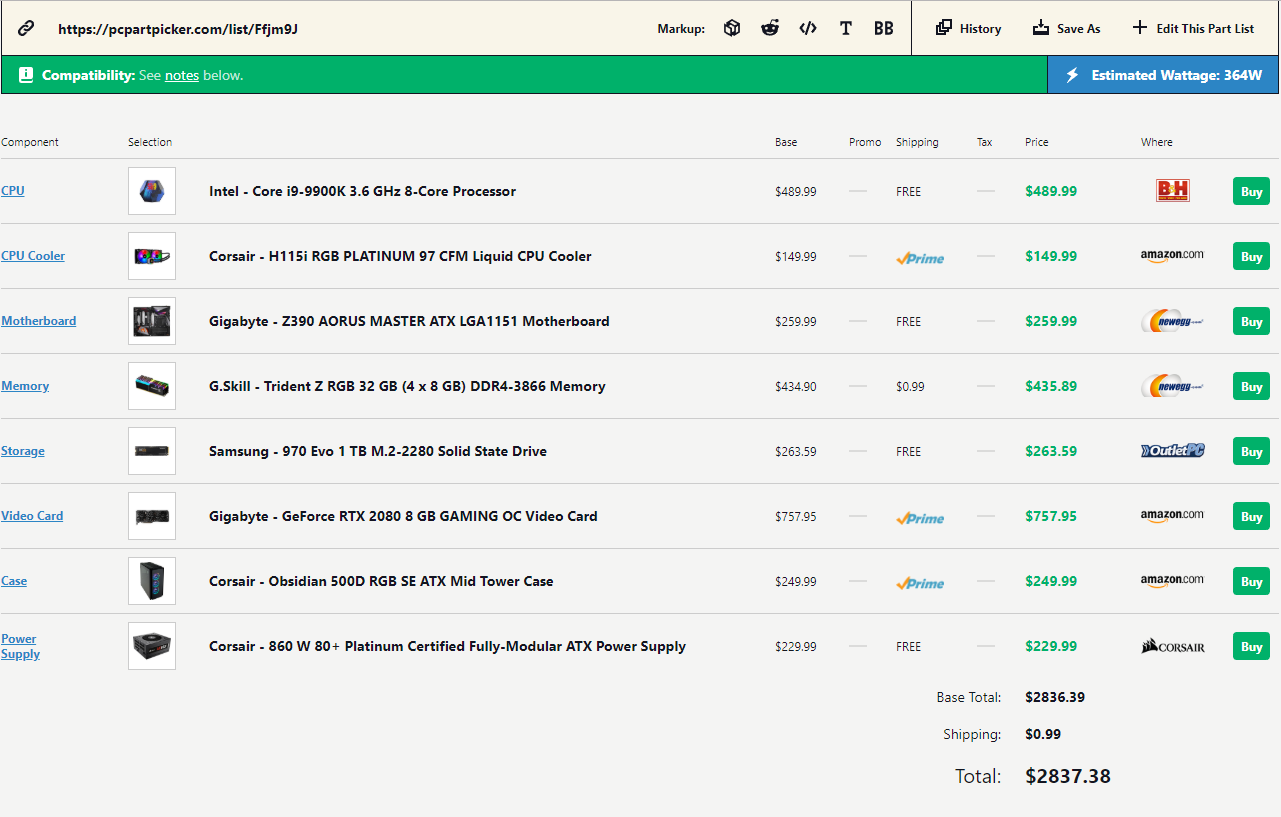 https://pcpartpicker.com/list/Ffjm9J Markup: T BB History Save As Edit This Part List
Compatibility: See notes below. Estimated Wattage: 364W
Component Selection Base Promo Shipping Tax Price Where
CPU Intel - Core i9-9900K 3.6 GHz 8-Core Processor $489.99 — FREE — $489.99 B&H Buy
CPU Cooler Corsair - H115i RGB PLATINUM 97 CFM Liquid CPU Cooler $149.99 — Prime — $149.99 amazon.com Buy
Motherboard Gigabyte - Z390 AORUS MASTER ATX LGA1151 Motherboard $259.99 — FREE — $259.99 newegg Buy
Memory G.Skill - Trident Z RGB 32 GB (4 x 8 GB) DDR4-3866 Memory $434.90 — $0.99 — $435.89 newegg Buy
Storage Samsung - 970 Evo 1 TB M.2-2280 Solid State Drive $263.59 — FREE — $263.59 OutletPC Buy
Video Card Gigabyte - GeForce RTX 2080 8 GB GAMING OC Video Card $757.95 — Prime — $757.95 amazon.com Buy
Case Corsair - Obsidian 500D RGB SE ATX Mid Tower Case $249.99 — Prime — $249.99 amazon.com Buy
Power Supply Corsair - 860 W 80+ Platinum Certified Fully-Modular ATX Power Supply $229.99 — FREE — $229.99 CORSAIR Buy
Base Total: $2836.39
Shipping: $0.99
Total: $2837.38